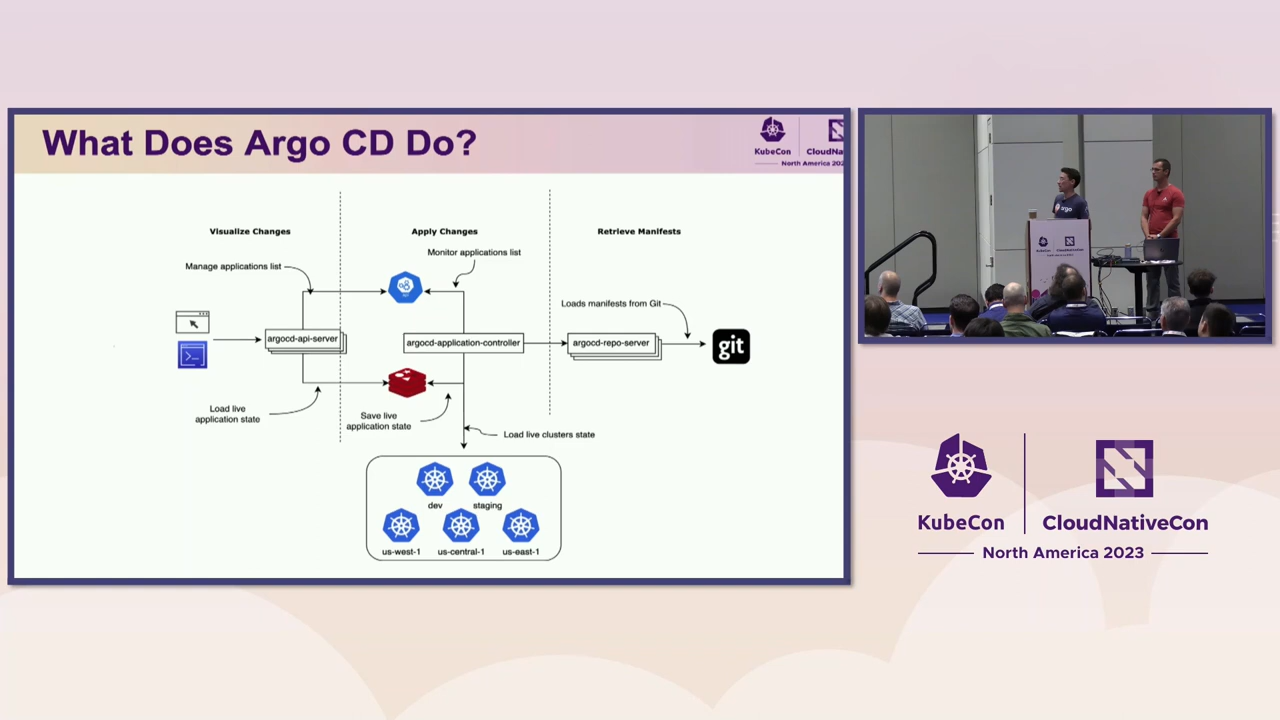 What Does Argo CD Do?
KubeCon
CloudNa
North America 202
Visualize Changes
Apply Changes
Retrieve Manifests
Manage applications list
Monitor applications list
Loads manifests from Git
argocd-api-server
argocd-application-controller
argocd-repo-server
git
Load live
application state
Save live
application state
Load live clusters state
dev
staging
us-west-1
us-central-1
us-east-1
argo
KubeCon
CloudNativeCon
North America 2023